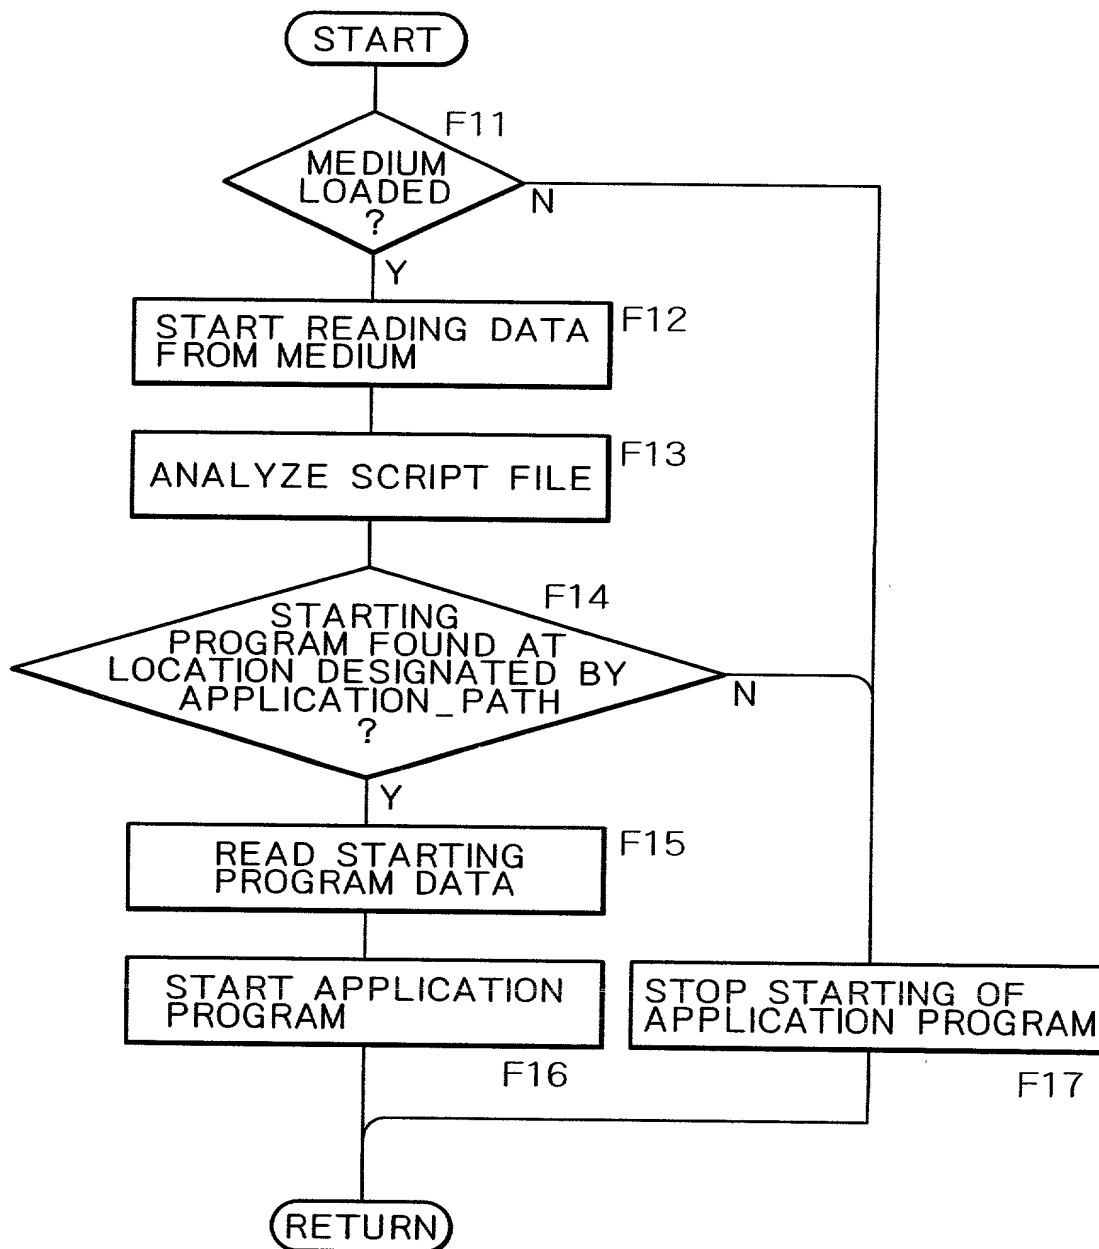 START
F11
MEDIUM
LOADED
?
N
Y
F12
START READING DATA
FROM MEDIUM
F13
ANALYZE SCRIPT FILE
F14
STARTING
PROGRAM FOUND AT
LOCATION DESIGNATED BY
APPLICATION_PATH
?
N
Y
F15
READ STARTING
PROGRAM DATA
START APPLICATION
PROGRAM
F16
STOP STARTING OF
APPLICATION PROGRAM
F17
RETURN